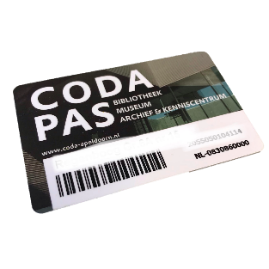 CODA
PAS
BIBLIOTHEEK
MUSEUM
ARCHIEF & KENNISCENTRUM
www.coda-apeldoorn.nl
NL-0830860000